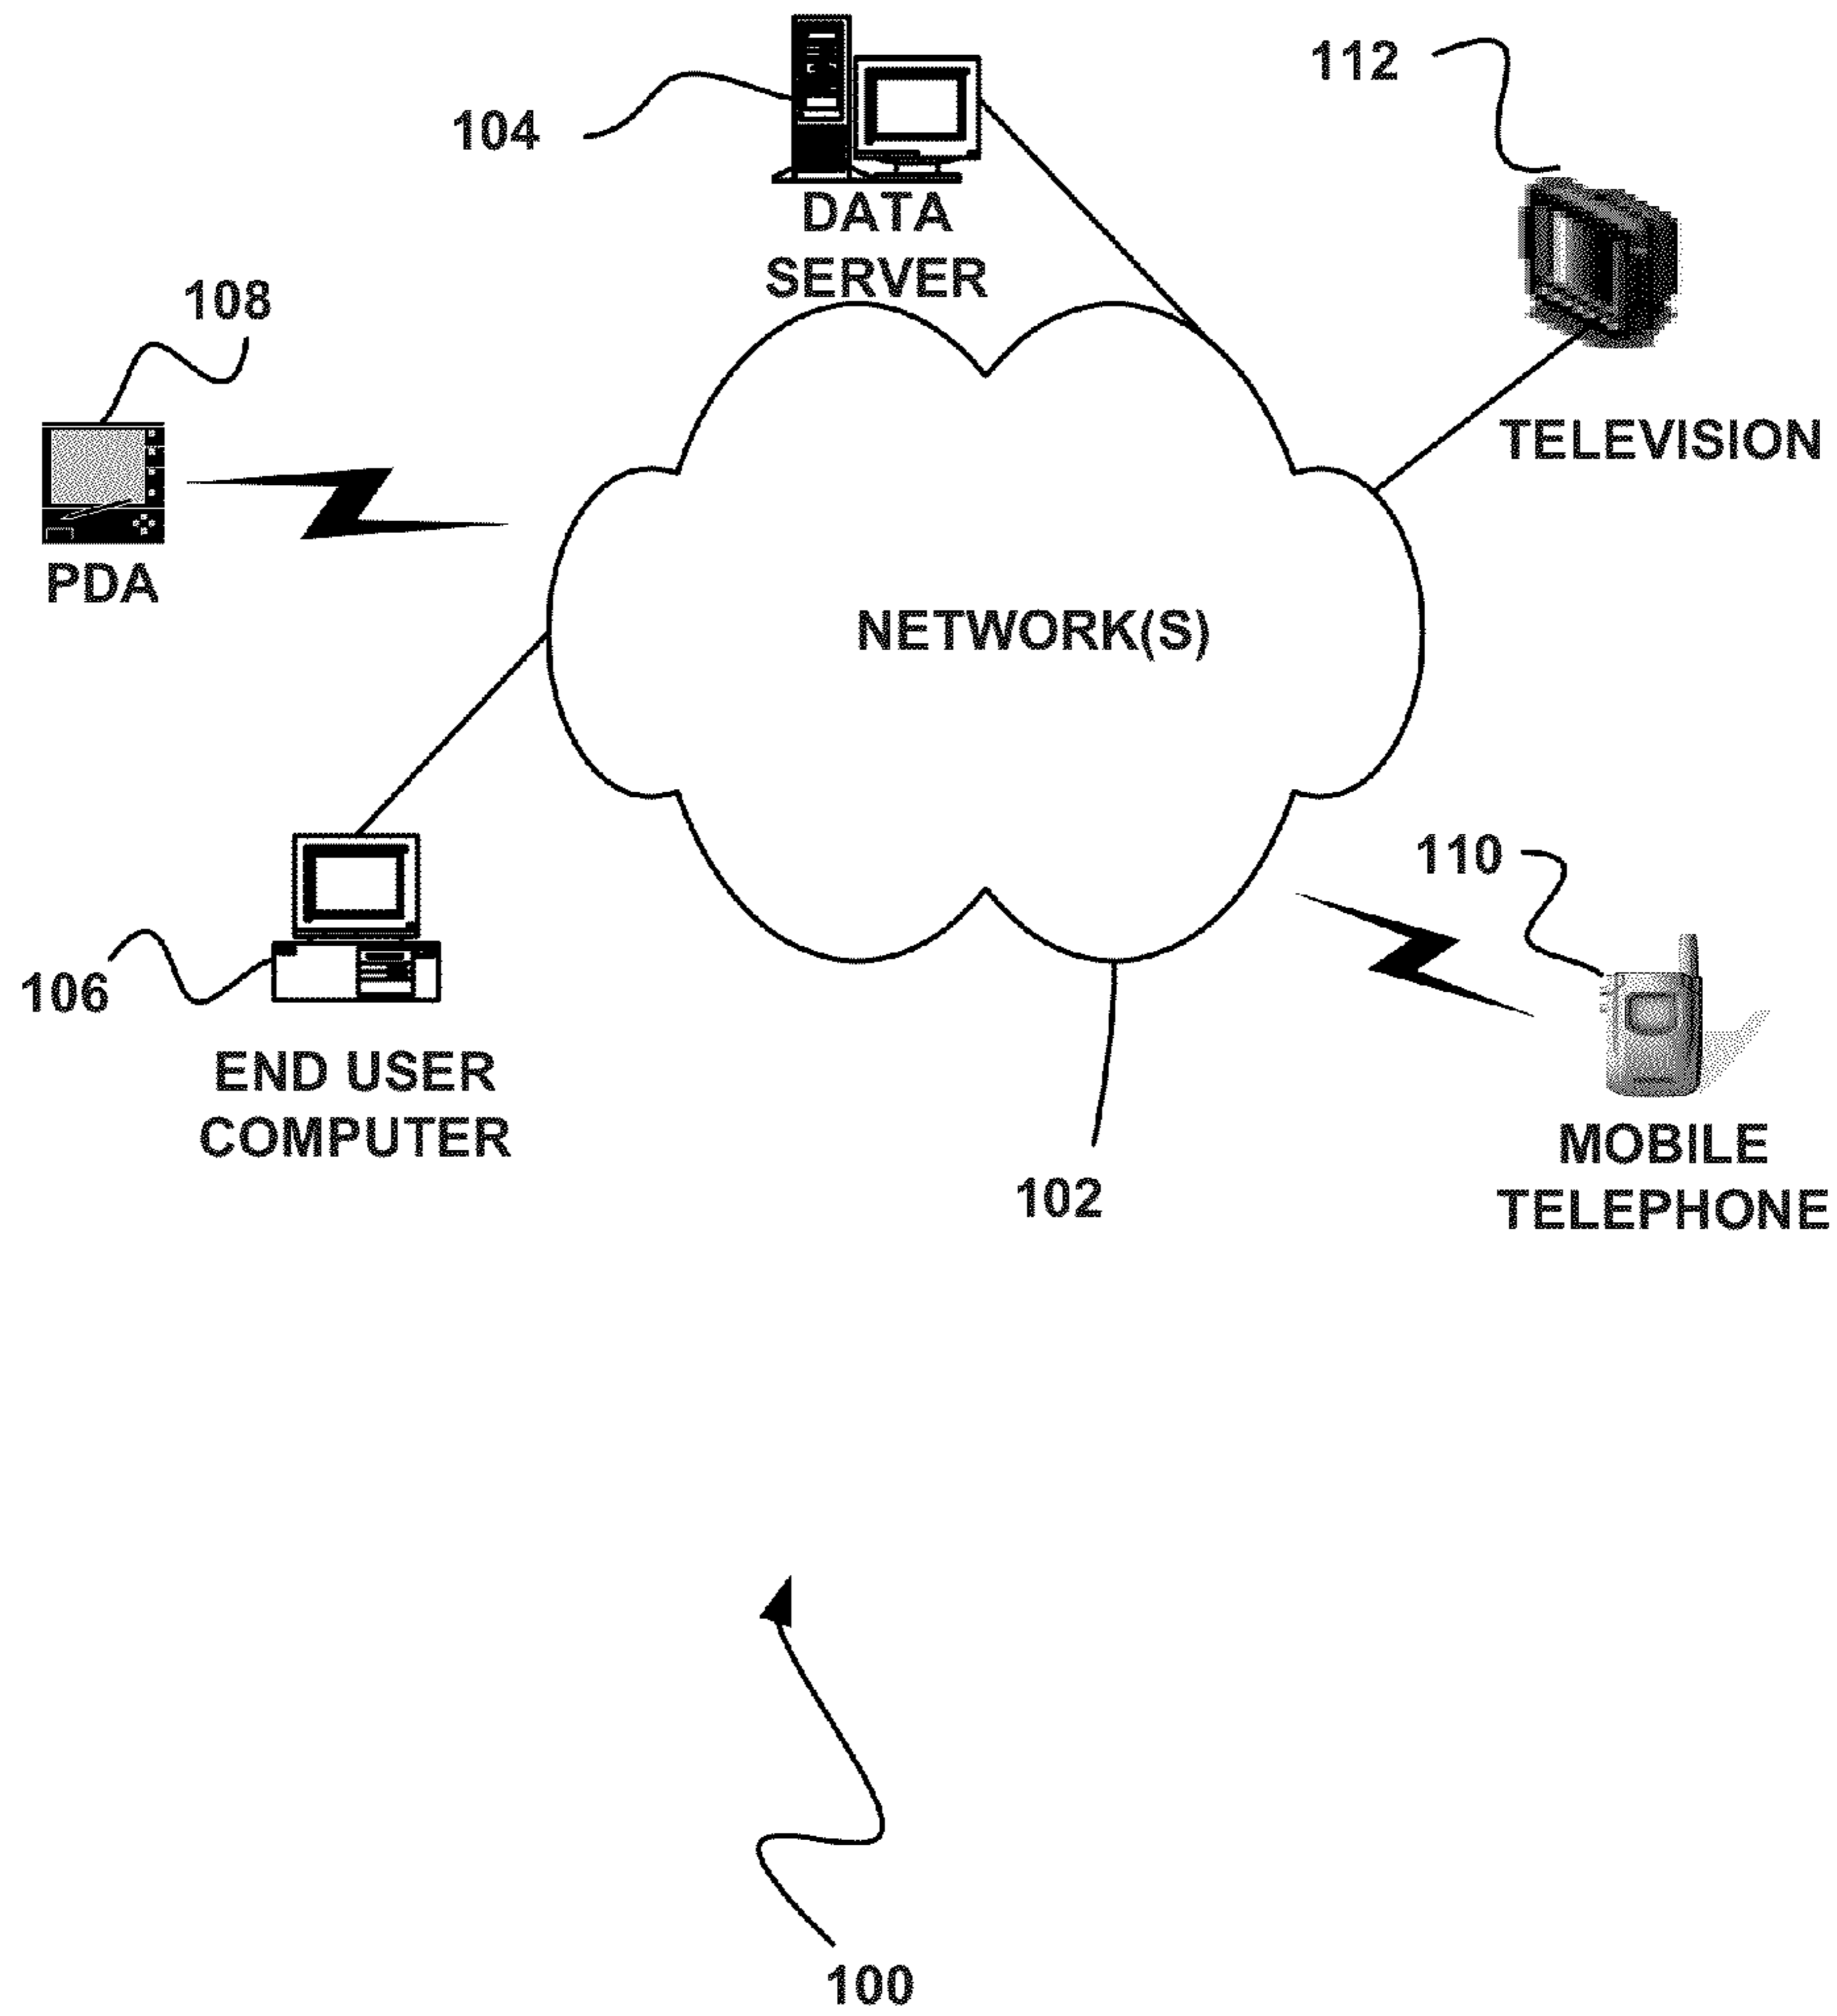 112
104
DATA
SERVER
108
TELEVISION
PDA
NETWORK(S)
110
106
END USER
COMPUTER
MOBILE
TELEPHONE
102
100